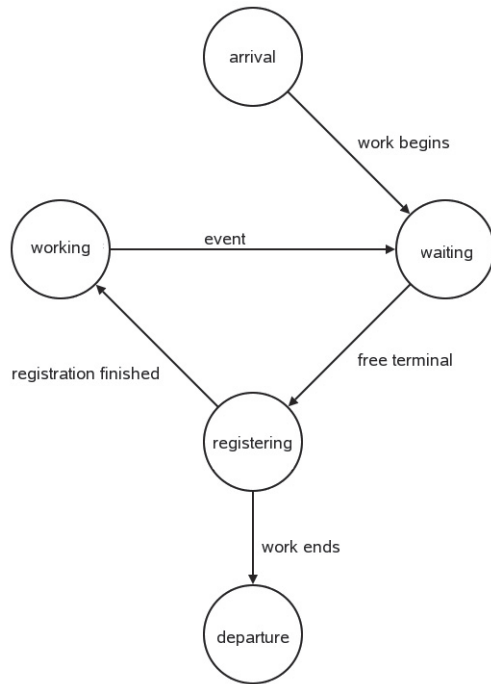 arrival
work begins
working
event
waiting
free terminal
registration finished
registering
work ends
departure